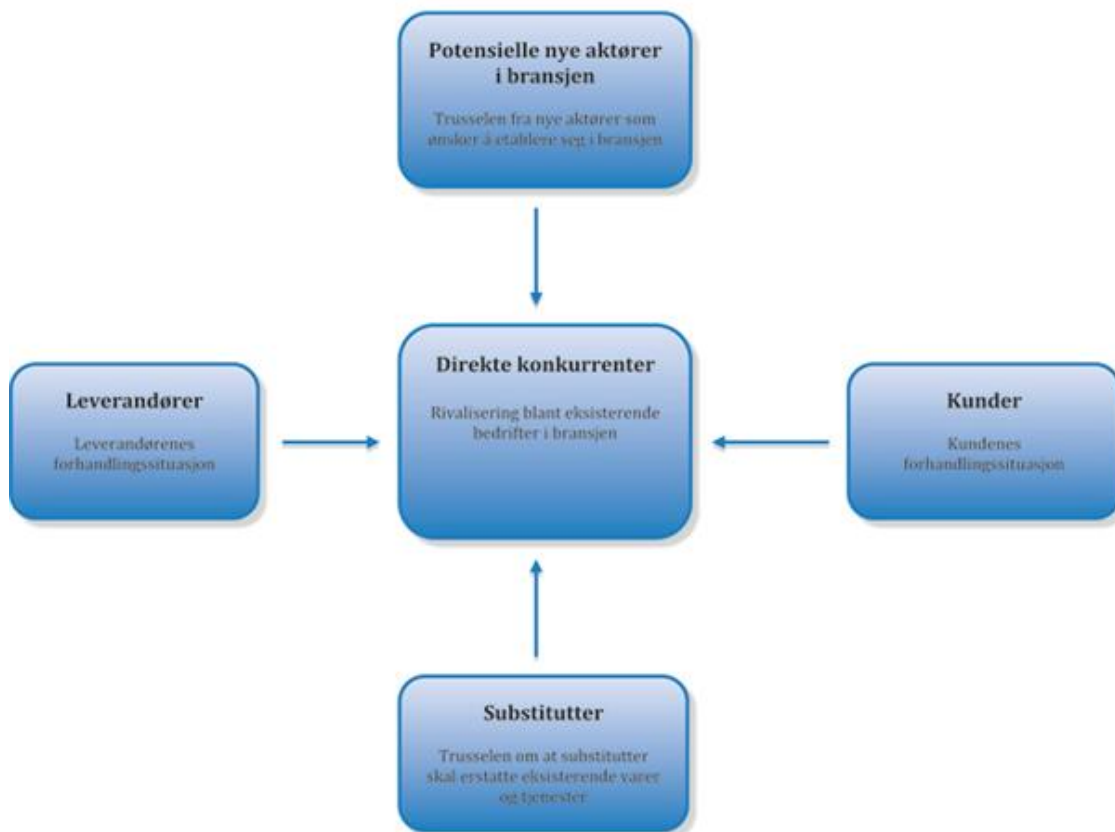 Potensielle nye aktører
i bransjen
Trusselen fra nye aktører som
ønsker å etablere seg i bransjen
Direkte konkurrenter
Rivalisering blant eksisterende
bedrifter i bransjen
Leverandører
Leverandørenes
forhandlingssituasjon
Kunder
Kundenes
forhandlingssituasjon
Substitutter
Trusselen om at substitutter
skal erstatte eksisterende varer
og tjenester